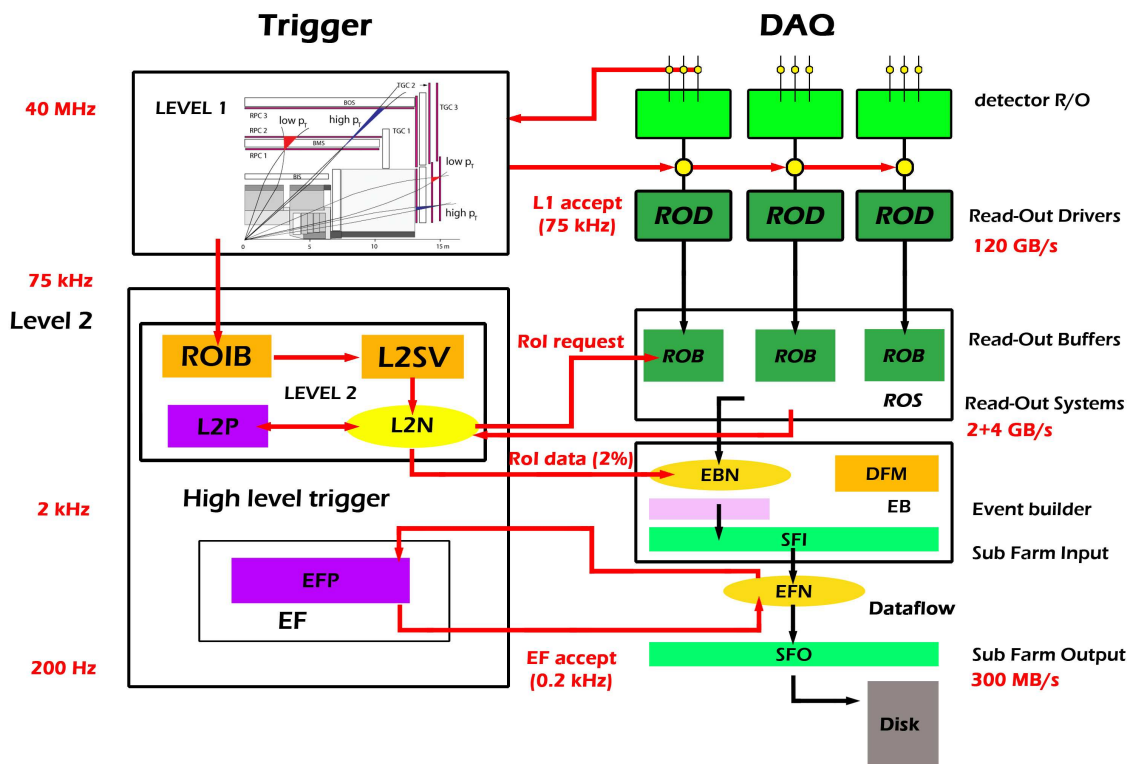 Trigger
DAQ
40 MHz
LEVEL 1
TGC 2
BOS
RPC 3
TGC 3
low pT
high pT
RPC 2
TGC 1
BMS
RPC 1
low pT
BIS
high pT
0
5
10
15 m
detector R/O
L1 accept
(75 kHz)
ROD
ROD
ROD
Read-Out Drivers
120 GB/s
75 kHz
Level 2
ROIB
L2SV
LEVEL 2
L2P
L2N
RoI request
ROB
ROB
ROB
Read-Out Buffers
ROS
Read-Out Systems
2+4 GB/s
RoI data (2%)
EBN
DFM
EB
Event builder
2 kHz
High level trigger
SFI
Sub Farm Input
EFP
EF
EFN
Dataflow
200 Hz
EF accept
(0.2 kHz)
SFO
Sub Farm Output
300 MB/s
Disk